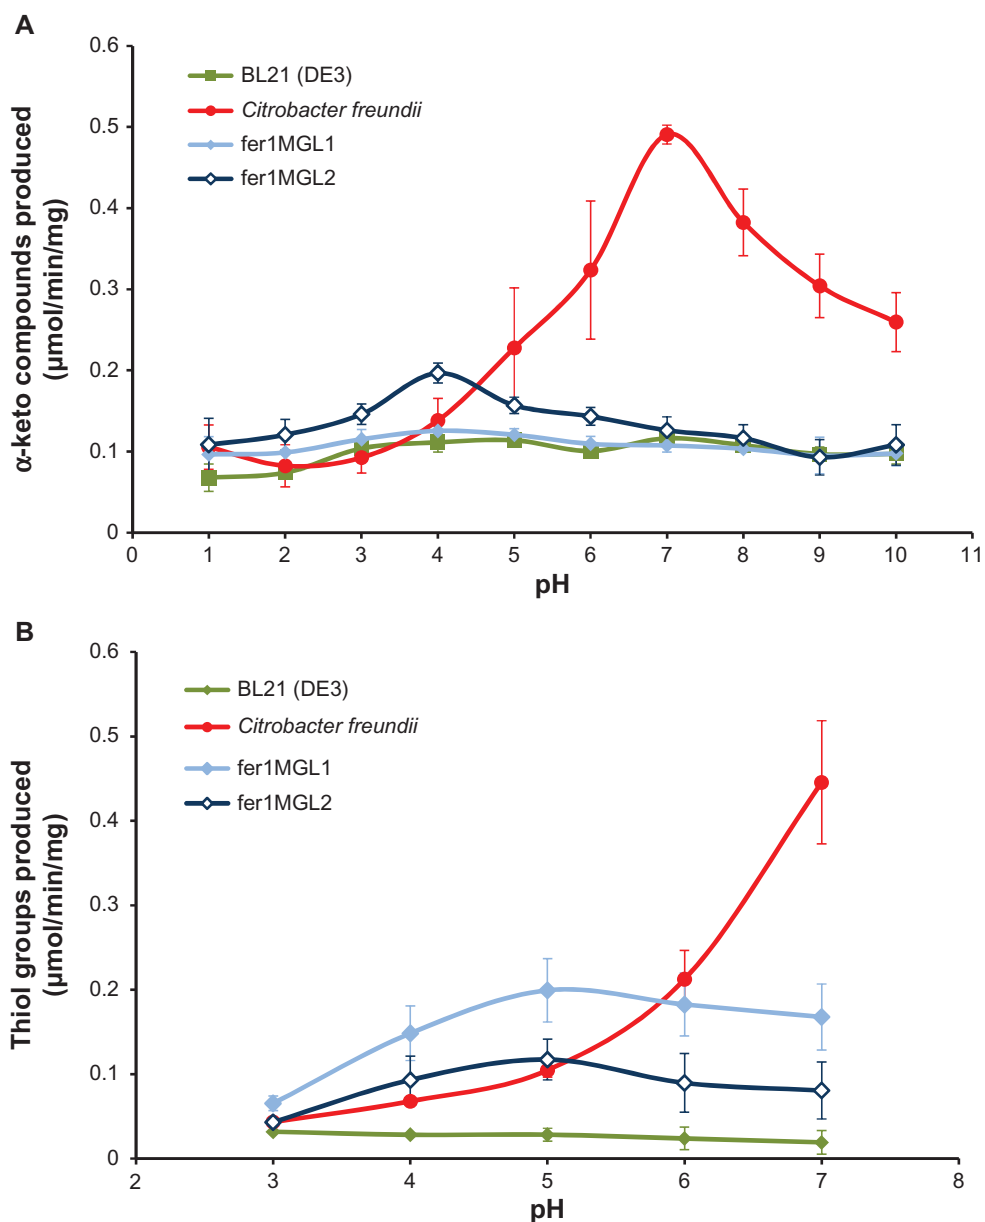 A
α-keto compounds produced
(µmol/min/mg)
0.6
0.5
0.4
0.3
0.2
0.1
0
BL21 (DE3)
Citrobacter freundii
fer1MGL1
fer1MGL2
0 1 2 3 4 5 6 7 8 9 10 11
pH
B
Thiol groups produced
(µmol/min/mg)
0.6
0.5
0.4
0.3
0.2
0.1
0
BL21 (DE3)
Citrobacter freundii
fer1MGL1
fer1MGL2
2 3 4 5 6 7 8
pH